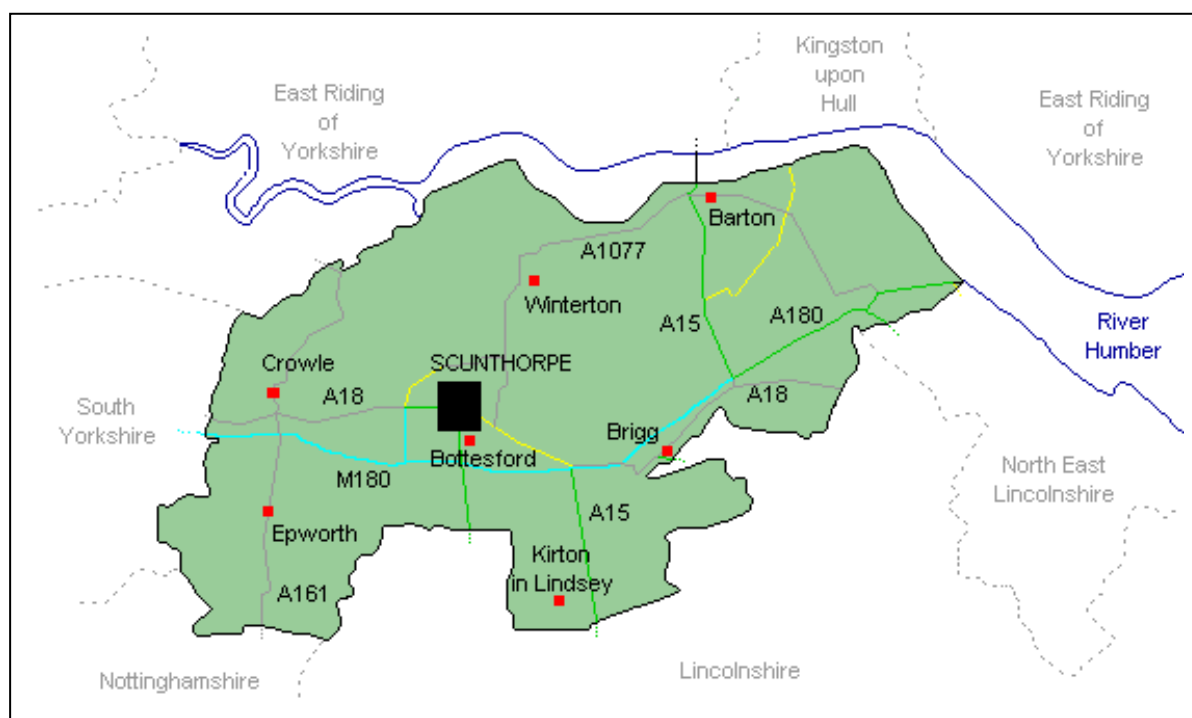 Kingston
upon
Hull
East Riding
of
Yorkshire
East Riding
of
Yorkshire
Barton
A1077
Winterton
A15
A180
River
Humber
Crowle
SCUNTHORPE
A18
A18
South
Yorkshire
Brigg
Bottesford
M180
North East
Lincolnshire
A15
Epworth
Kirton
in Lindsey
A161
Nottinghamshire
Lincolnshire